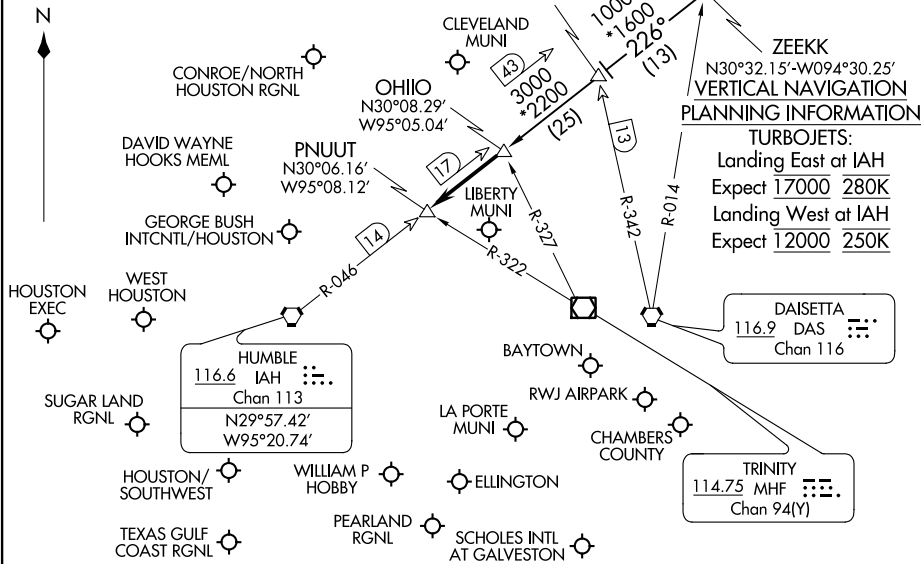 N
1000
*1600
226°
(13)
ZEEKK
N30°32.15'-W094°30.25'
VERTICAL NAVIGATION
PLANNING INFORMATION
TURBOJETS:
Landing East at IAH
Expect 17000 280K
Landing West at IAH
Expect 12000 250K
CLEVELAND
MUNI
CONROE/NORTH
HOUSTON RGNL
43
3000
*2200
(25)
OHIIO
N30°08.29'
W95°05.04'
13
DAVID WAYNE
HOOKS MEML
PNUUT
N30°06.16'
W95°08.12'
17
LIBERTY
MUNI
GEORGE BUSH
INTCNTL/HOUSTON
14
R-046
R-322
R-327
R-342
R-014
HOUSTON
EXEC
WEST
HOUSTON
HUMBLE
116.6 IAH
Chan 113
N29°57.42'
W95°20.74'
DAISETTA
116.9 DAS
Chan 116
BAYTOWN
RWJ AIRPARK
SUGAR LAND
RGNL
LA PORTE
MUNI
CHAMBERS
COUNTY
HOUSTON/
SOUTHWEST
WILLIAM P
HOBBY
ELLINGTON
TRINITY
114.75 MHF
Chan 94(Y)
TEXAS GULF
COAST RGNL
PEARLAND
RGNL
SCHOLES INTL
AT GALVESTON